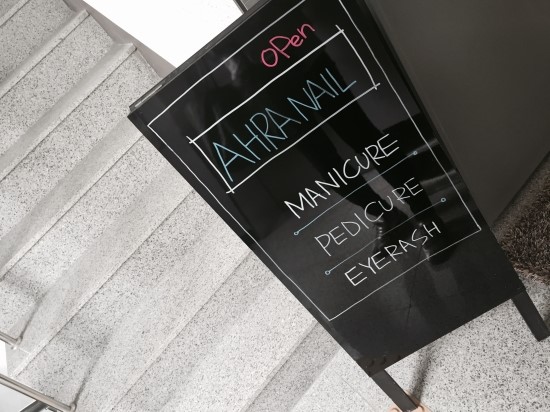 OPen
AHRA NAIL
MANICURE
PEDICURE
EYERASH